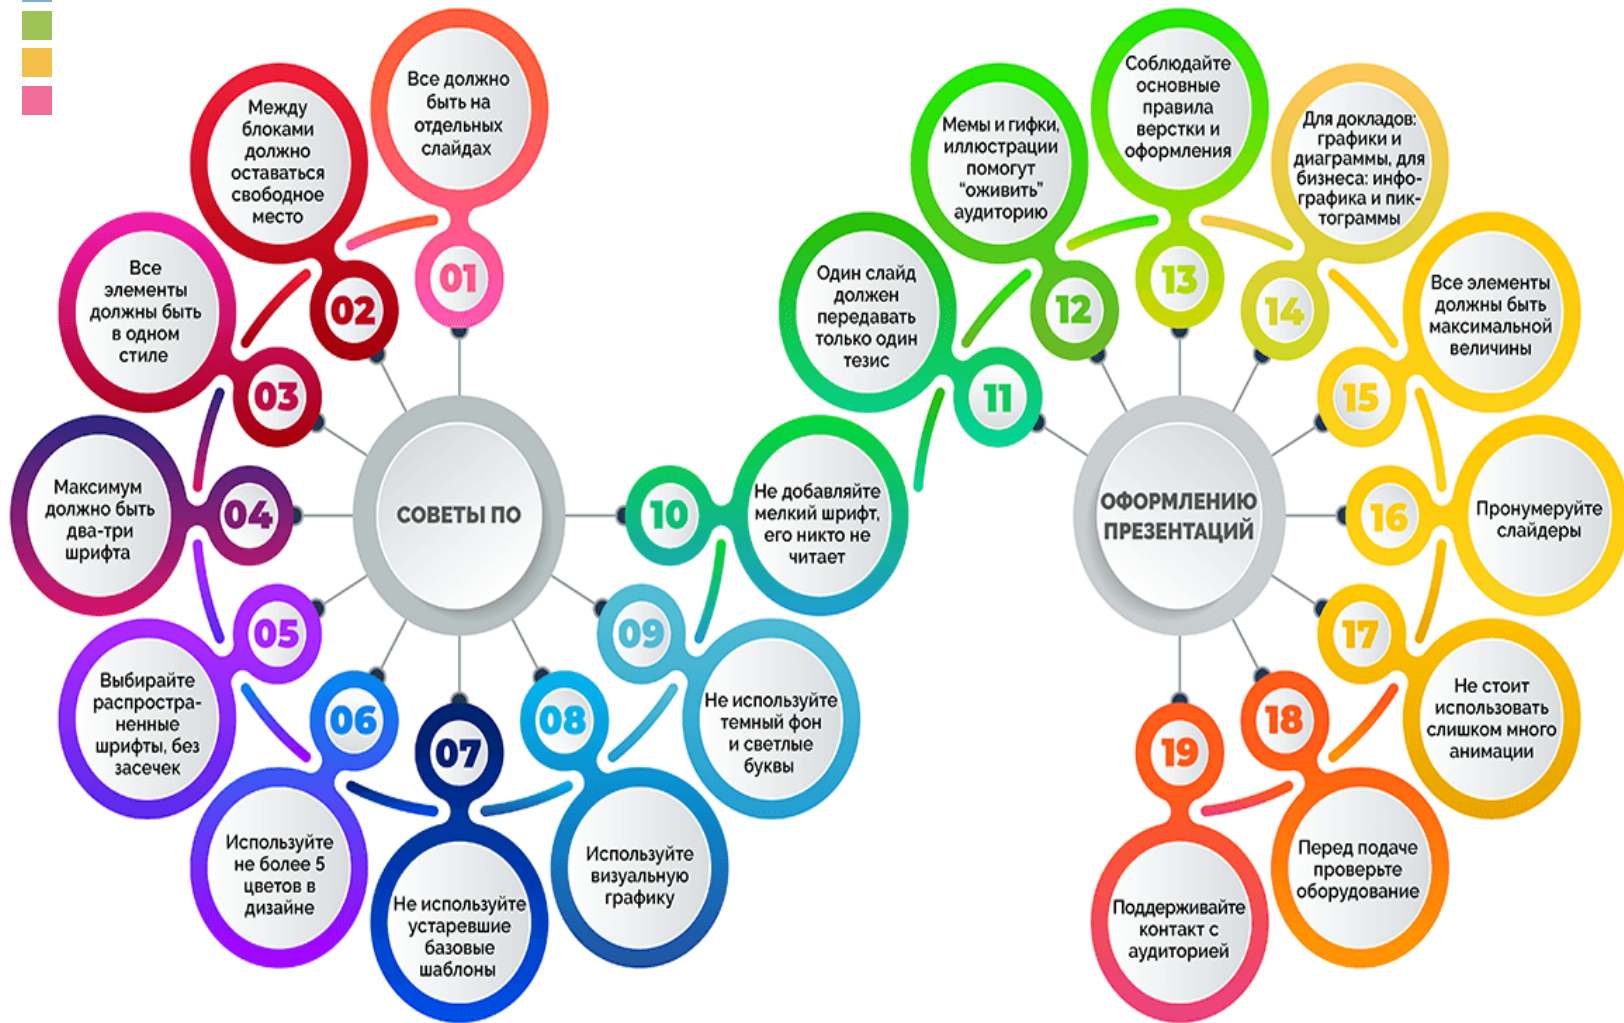 СОВЕТЫ ПО
01
Все должно
быть на
отдельных
слайдах
02
Между
блоками
должно
оставаться
свободное
место
03
Все
элементы
должны быть
в одном
стиле
04
Максимум
должно быть
два-три
шрифта
05
Выбирайте
распростра-
ненные
шрифты, без
засечек
06
Используйте
не более 5
цветов в
дизайне
07
Не используйте
устаревшие
базовые
шаблоны
08
Используйте
визуальную
графику
09
Не используйте
темный фон
и светлые
буквы
10
Не добавляйте
мелкий шрифт,
его никто не
читает
ОФОРМЛЕНИЮ
ПРЕЗЕНТАЦИЙ
11
Один слайд
должен
передавать
только один
тезис
12
Мемы и гифки,
иллюстрации
помогут
“оживить”
аудиторию
13
Соблюдайте
основные
правила
верстки и
оформления
14
Для докладов:
графики и
диаграммы, для
бизнеса: инфо-
графика и пик-
тограммы
15
Все элементы
должны быть
максимальной
величины
16
Пронумеруйте
слайдеры
17
Не стоит
использовать
слишком много
анимации
18
Перед подаче
проверьте
оборудование
19
Поддерживайте
контакт с
аудиторией